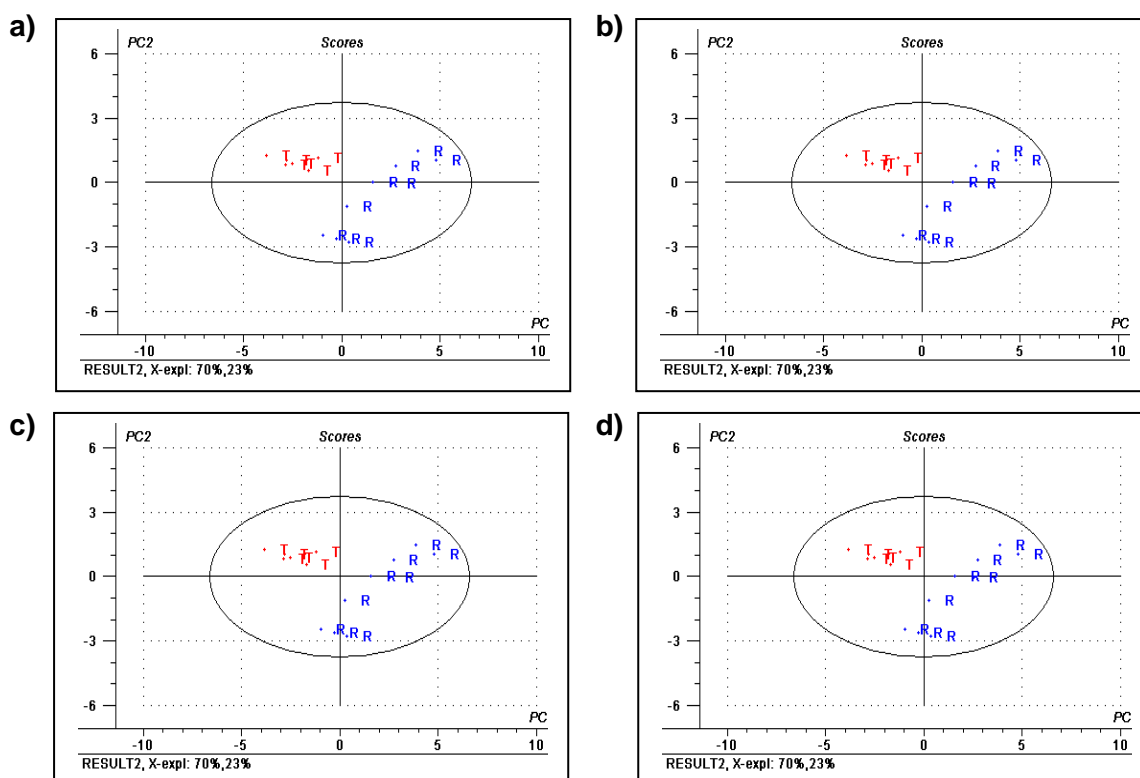 a)
PC2 Scores
6
3
0
-3
-6
T T T T T T T
R R R R R R R R R R
PC
-10 -5 0 5 10
RESULT2, X-expl: 70%,23%
b)
PC2 Scores
6
3
0
-3
-6
T T T T T T T
R R R R R R R R R R
PC
-10 -5 0 5 10
RESULT2, X-expl: 70%,23%
c)
PC2 Scores
6
3
0
-3
-6
T T T T T T T
R R R R R R R R R R
PC
-10 -5 0 5 10
RESULT2, X-expl: 70%,23%
d)
PC2 Scores
6
3
0
-3
-6
T T T T T T T
R R R R R R R R R R
PC
-10 -5 0 5 10
RESULT2, X-expl: 70%,23%